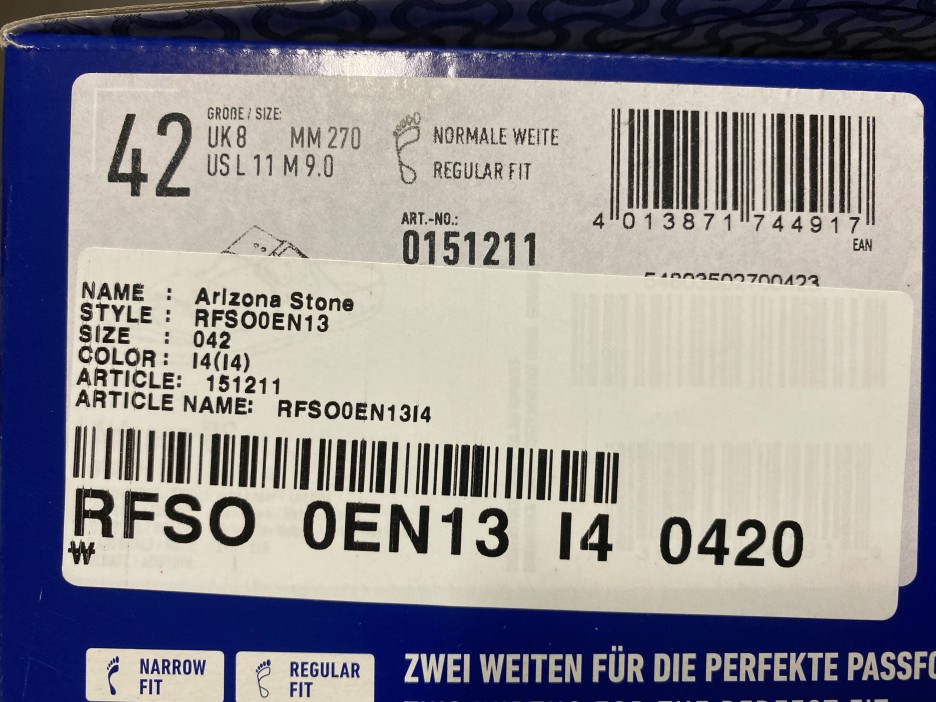 42
GRÖßE / SIZE:
UK 8 MM 270
US L 11 M 9.0
NORMALE WEITE
REGULAR FIT
ART.-NO.:
0151211
4 013871 744917
EAN
54803502700423
NAME : Arizona Stone
STYLE : RFSO0EN13
SIZE : 042
COLOR : I4(I4)
ARTICLE: 151211
ARTICLE NAME: RFSO0EN13I4
RFSO 0EN13 I4 0420
W
NARROW
FIT
REGULAR
FIT
ZWEI WEITEN FÜR DIE PERFEKTE PASSFO